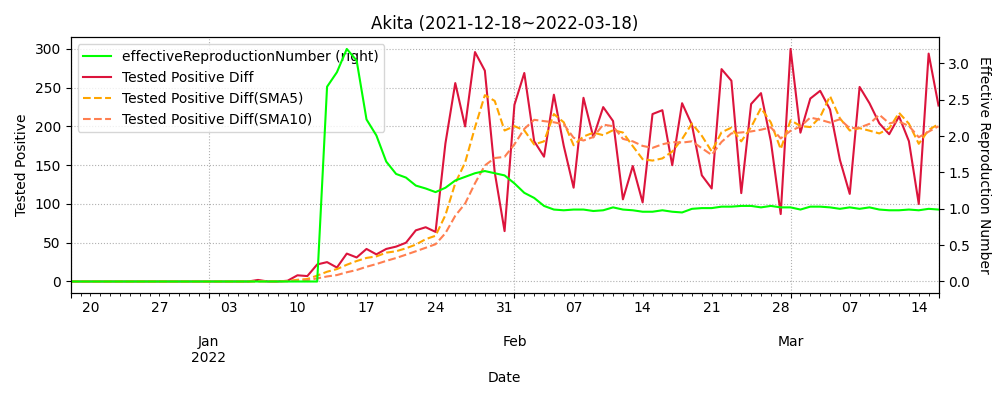 Akita (2021-12-18~2022-03-18)
effectiveReproductionNumber (right)
Tested Positive Diff
Tested Positive Diff(SMA5)
Tested Positive Diff(SMA10)
Tested Positive
300
250
200
150
100
50
0
Effective Reproduction Number
3.0
2.5
2.0
1.5
1.0
0.5
0.0
20 27 03 10 17 24 31 07 14 21 28 07 14
Jan Feb Mar
2022
Date